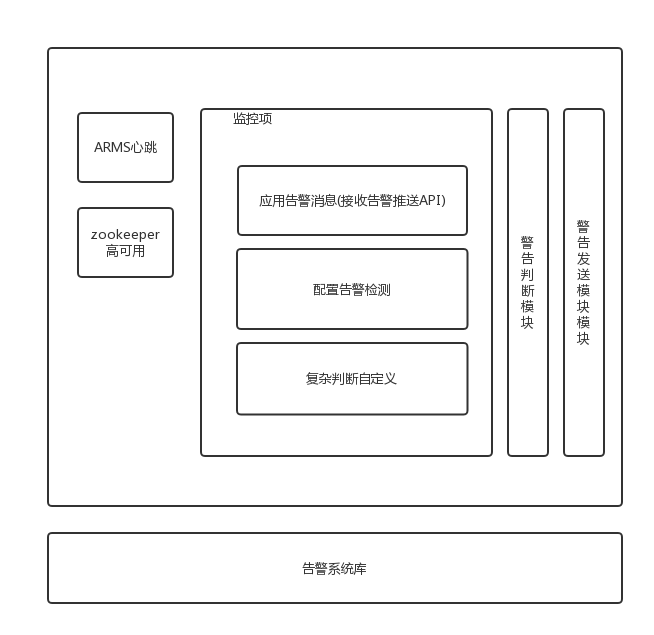 监控项
ARMS心跳
zookeeper
高可用
应用告警消息(接收告警推送API)
配置告警检测
复杂判断自定义
警告判断模块
警告发送模块模块
告警系统库